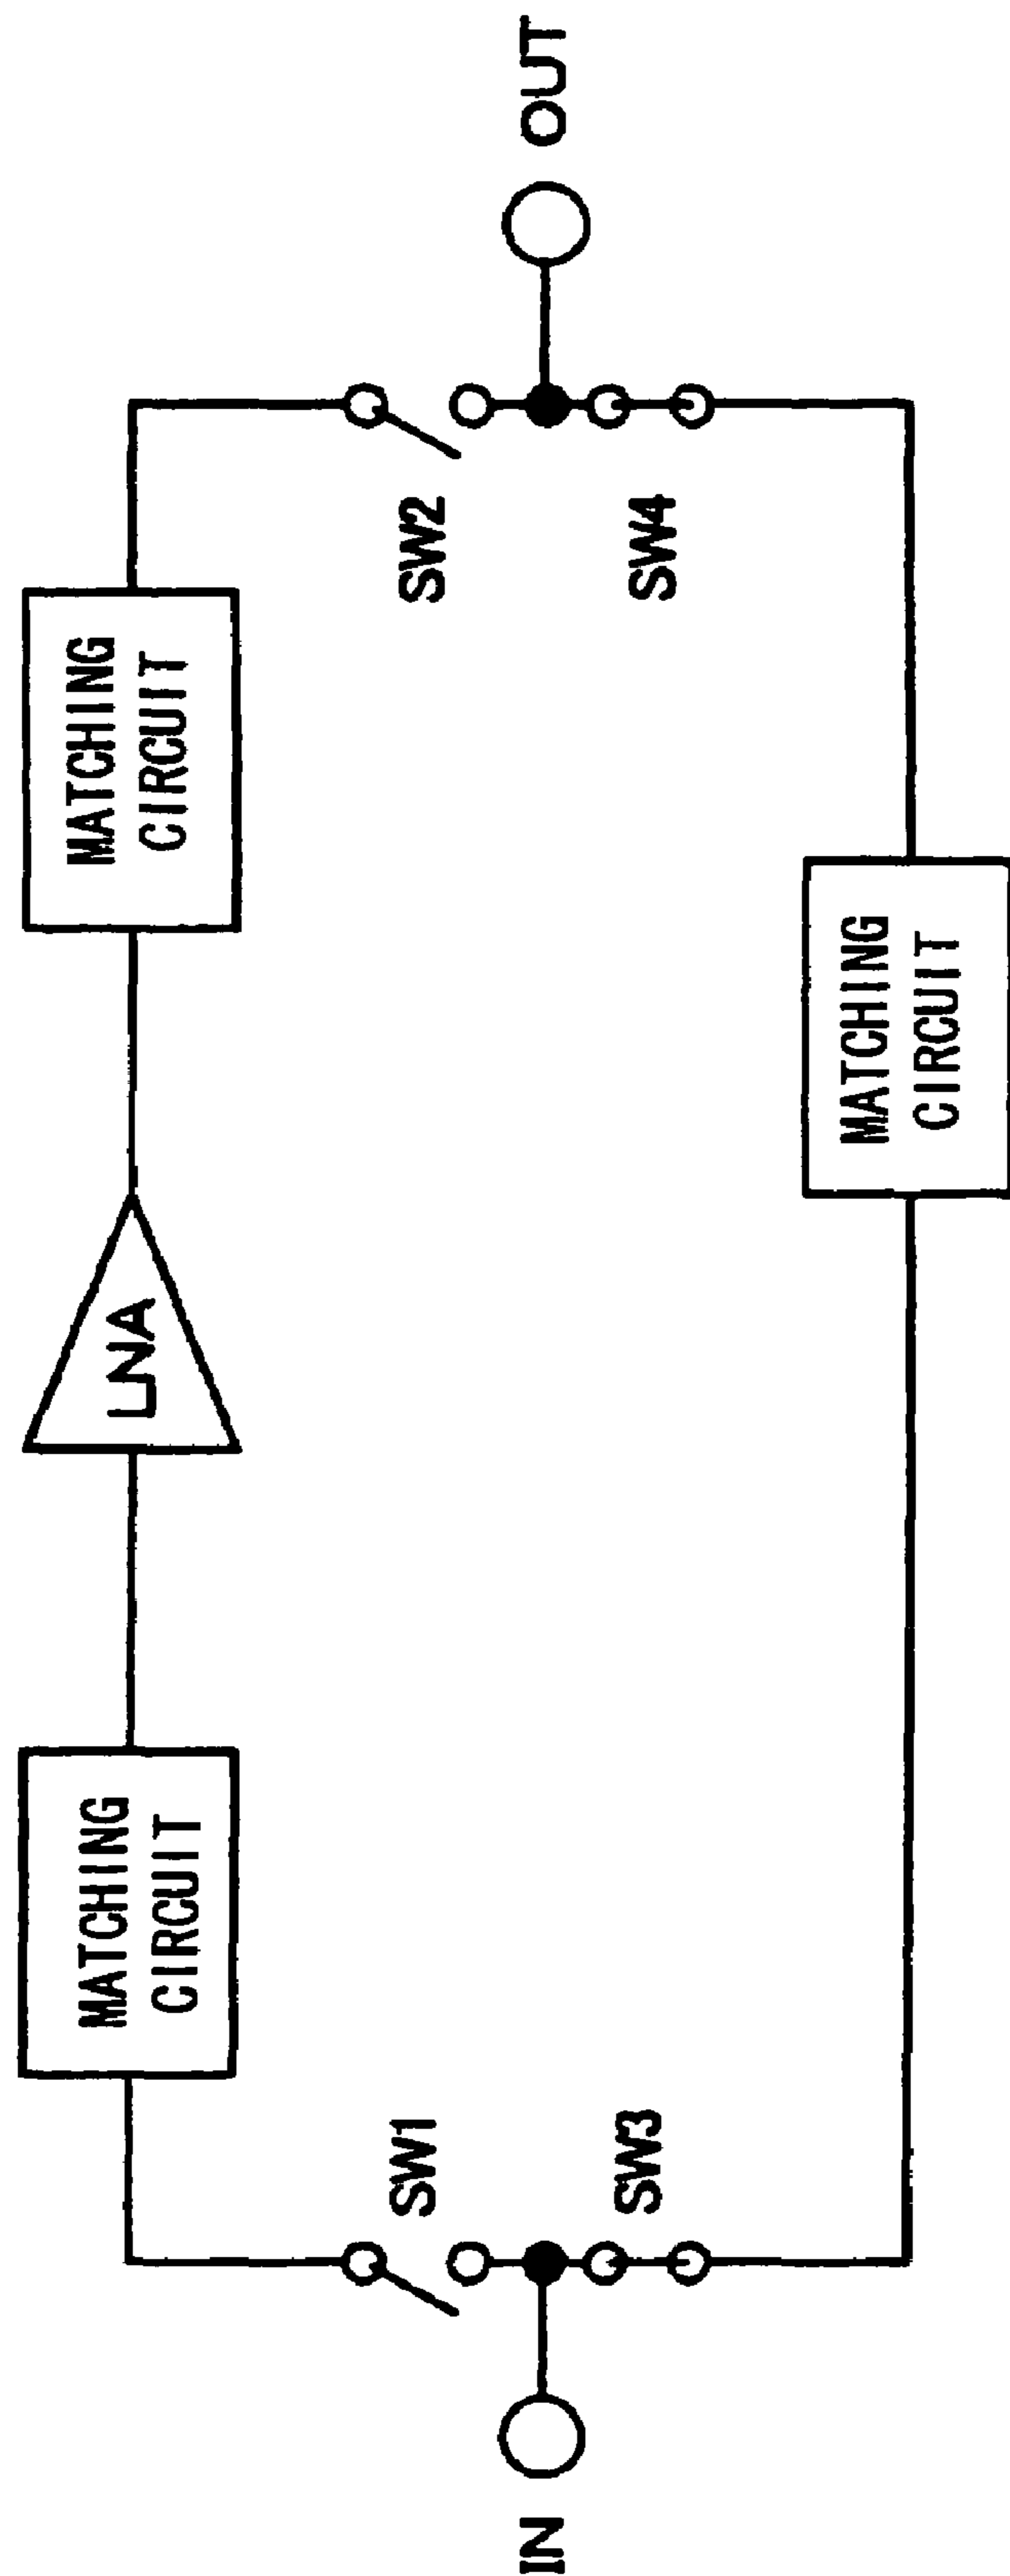 MATCHING
CIRCUIT
LNA
MATCHING
CIRCUIT
SW1
SW2
IN
OUT
SW3
SW4
MATCHING
CIRCUIT